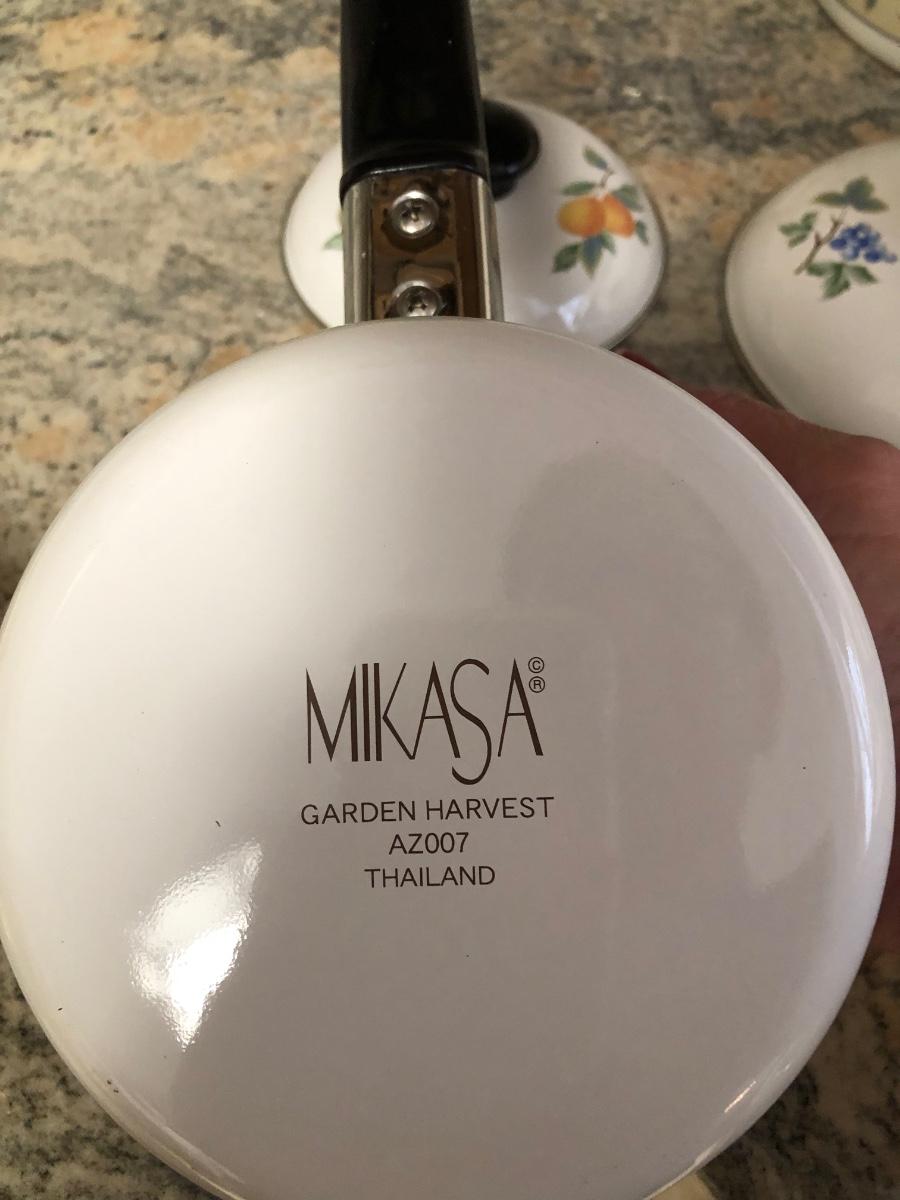 MIKASA©®
GARDEN HARVEST
AZ007
THAILAND